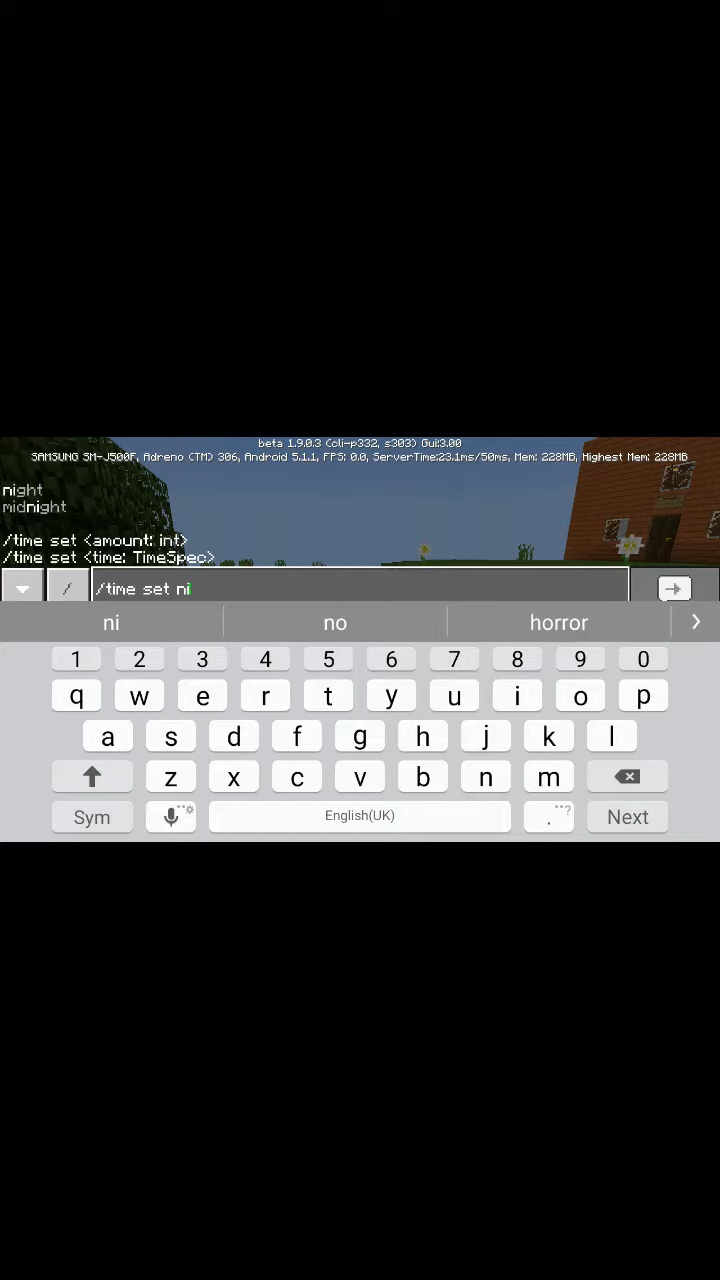 beta 1.9.0.3 (cli-p332, s303) Gui:3.00
SAMSUNG SM-J500F, Adreno (TM) 306, Android 5.1.1, FPS: 0.0, ServerTime:23.1ms/50ms, Mem: 228MB, Highest Mem: 228MB
night
midnight
/time set <amount: int>
/time set <time: TimeSpec>
/ /time set ni
ni no horror
1 2 3 4 5 6 7 8 9 0
q w e r t y u i o p
a s d f g h j k l
z x c v b n m
Sym English(UK) . ? Next